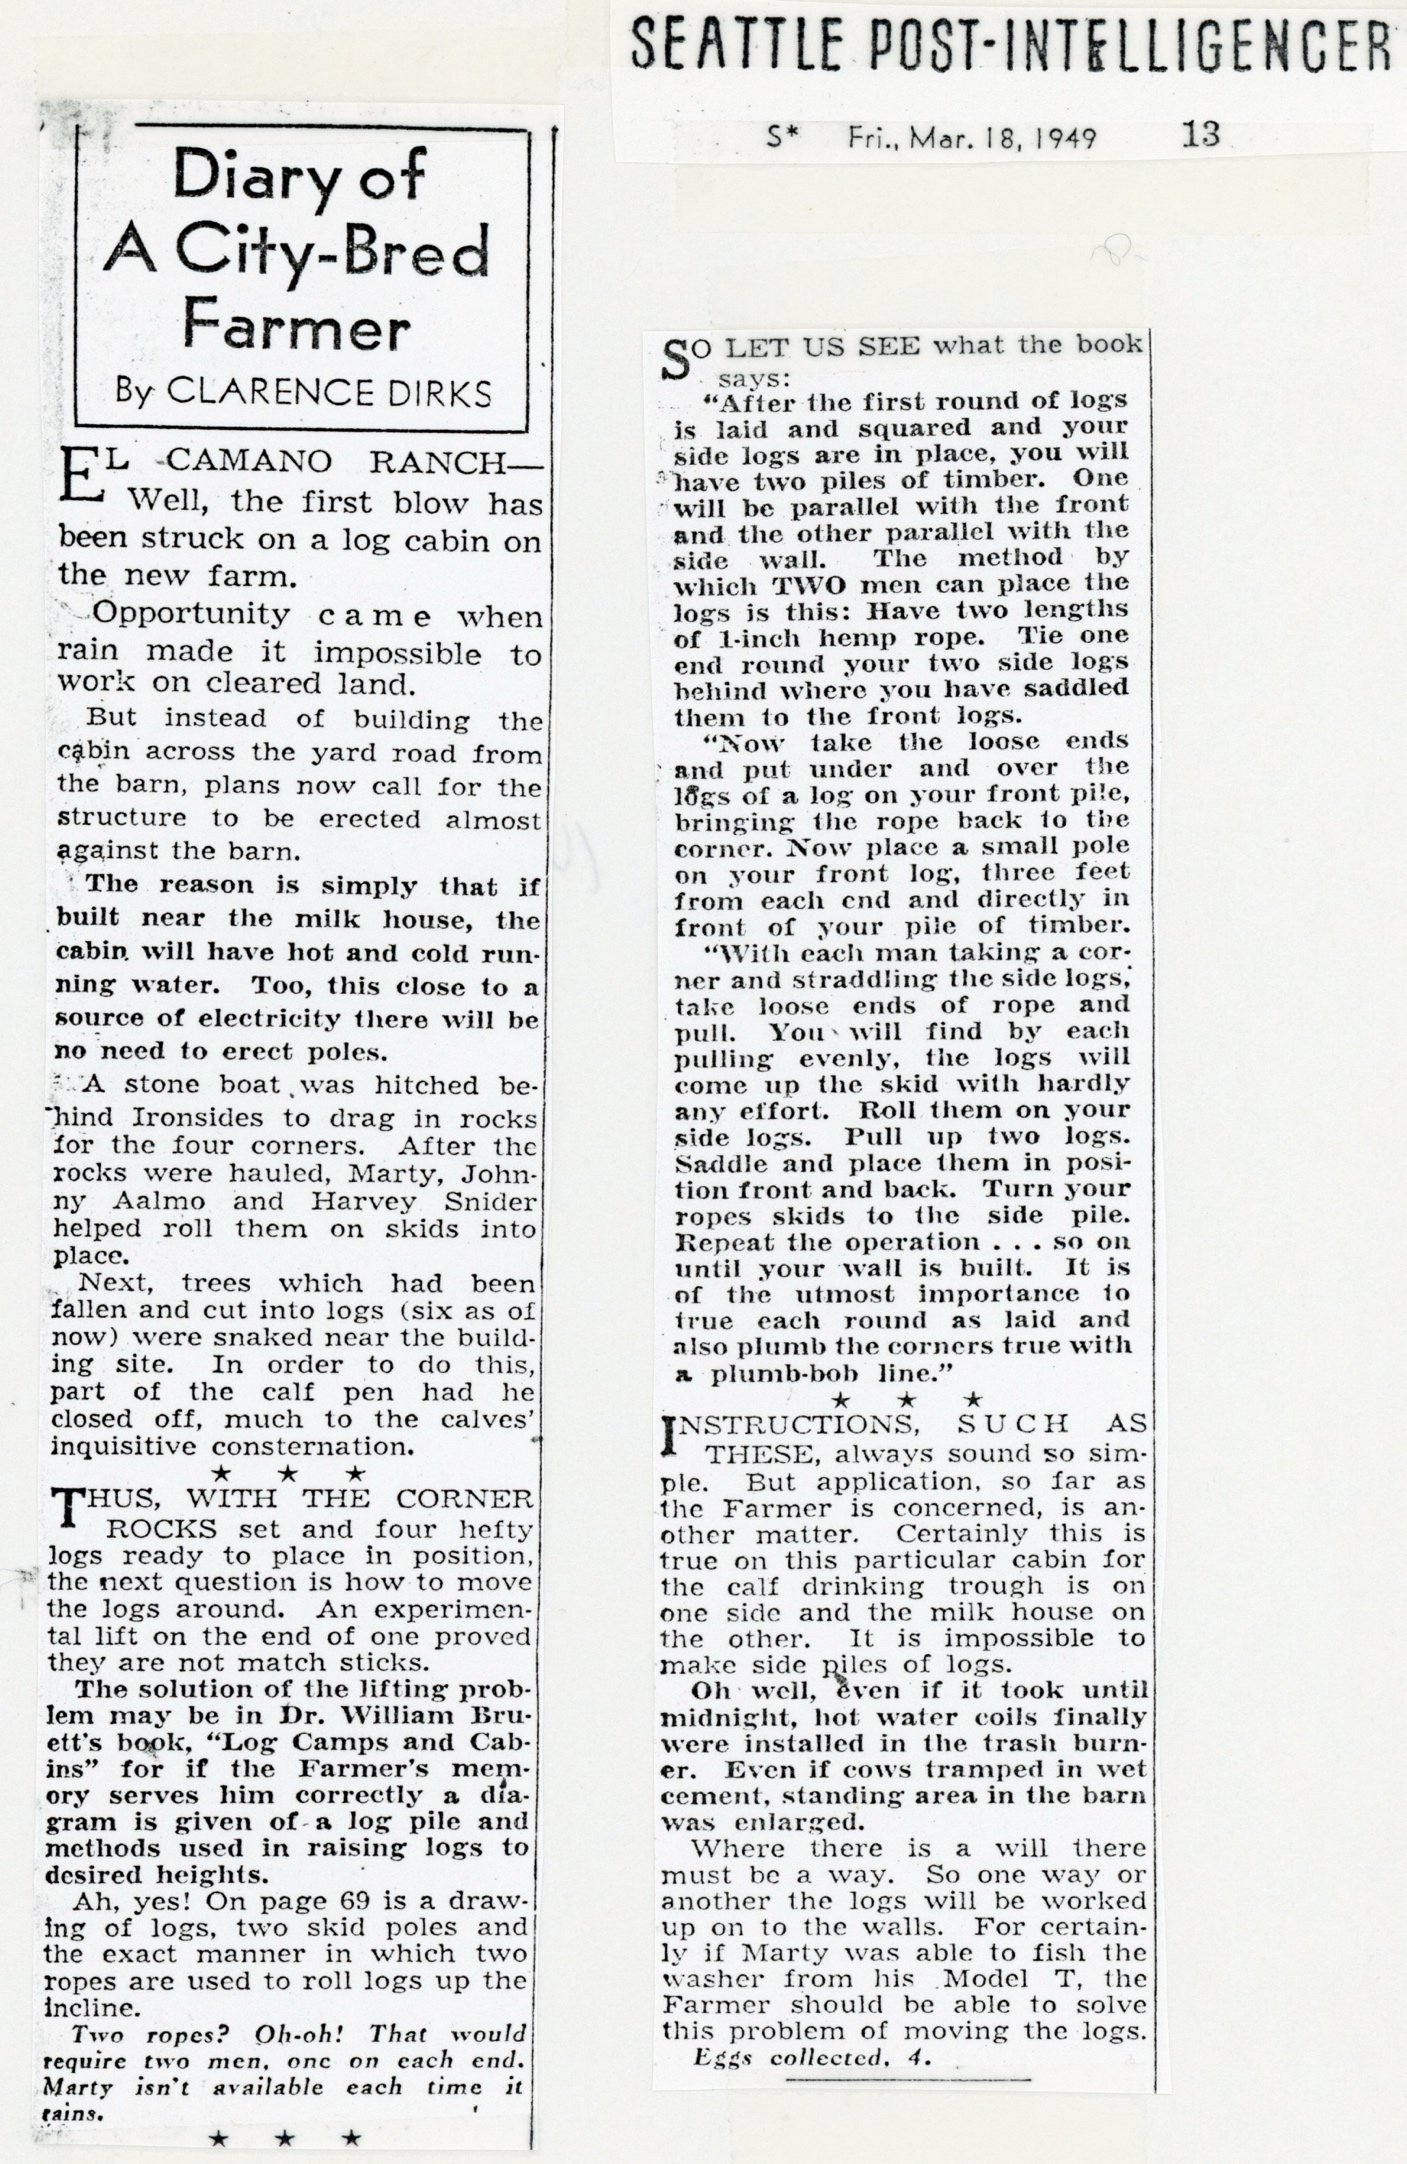 SEATTLE POST-INTELLIGENCER
S* Fri., Mar. 18, 1949 13
Diary of
A City-Bred
Farmer
By CLARENCE DIRKS
EL CAMANO RANCH—
Well, the first blow has
been struck on a log cabin on
the new farm.
Opportunity came when
rain made it impossible to
work on cleared land.
But instead of building the
cabin across the yard road from
the barn, plans now call for the
structure to be erected almost
against the barn.
The reason is simply that if
built near the milk house, the
cabin will have hot and cold run-
ning water. Too, this close to a
source of electricity there will be
no need to erect poles.
A stone boat was hitched be-
hind Ironsides to drag in rocks
for the four corners. After the
rocks were hauled, Marty, John-
ny Aalmo and Harvey Snider
helped roll them on skids into
place.
Next, trees which had been
fallen and cut into logs (six as of
now) were snaked near the build-
ing site. In order to do this,
part of the calf pen had he
closed off, much to the calves'
inquisitive consternation.
★ ★ ★
THUS, WITH THE CORNER
ROCKS set and four hefty
logs ready to place in position,
the next question is how to move
the logs around. An experimen-
tal lift on the end of one proved
they are not match sticks.
The solution of the lifting prob-
lem may be in Dr. William Bru-
ett's book, "Log Camps and Cab-
ins" for if the Farmer's mem-
ory serves him correctly a dia-
gram is given of a log pile and
methods used in raising logs to
desired heights.
Ah, yes! On page 69 is a draw-
ing of logs, two skid poles and
the exact manner in which two
ropes are used to roll logs up the
incline.
Two ropes? Oh-oh! That would
require two men, one on each end.
Marty isn't available each time it
rains.
★ ★ ★
SO LET US SEE what the book
says:
"After the first round of logs
is laid and squared and your
side logs are in place, you will
have two piles of timber. One
will be parallel with the front
and the other parallel with the
side wall. The method by
which TWO men can place the
logs is this: Have two lengths
of 1-inch hemp rope. Tie one
end round your two side logs
behind where you have saddled
them to the front logs.
"Now take the loose ends
and put under and over the
logs of a log on your front pile,
bringing the rope back to the
corner. Now place a small pole
on your front log, three feet
from each end and directly in
front of your pile of timber.
"With each man taking a cor-
ner and straddling the side logs,
take loose ends of rope and
pull. You will find by each
pulling evenly, the logs will
come up the skid with hardly
any effort. Roll them on your
side logs. Pull up two logs.
Saddle and place them in posi-
tion front and back. Turn your
ropes skids to the side pile.
Repeat the operation . . . so on
until your wall is built. It is
of the utmost importance to
true each round as laid and
also plumb the corners true with
a plumb-bob line."
★ ★ ★
INSTRUCTIONS, SUCH AS
THESE, always sound so sim-
ple. But application, so far as
the Farmer is concerned, is an-
other matter. Certainly this is
true on this particular cabin for
the calf drinking trough is on
one side and the milk house on
the other. It is impossible to
make side piles of logs.
Oh well, even if it took until
midnight, hot water coils finally
were installed in the trash burn-
er. Even if cows tramped in wet
cement, standing area in the barn
was enlarged.
Where there is a will there
must be a way. So one way or
another the logs will be worked
up on to the walls. For certain-
ly if Marty was able to fish the
washer from his Model T, the
Farmer should be able to solve
this problem of moving the logs.
Eggs collected, 4.